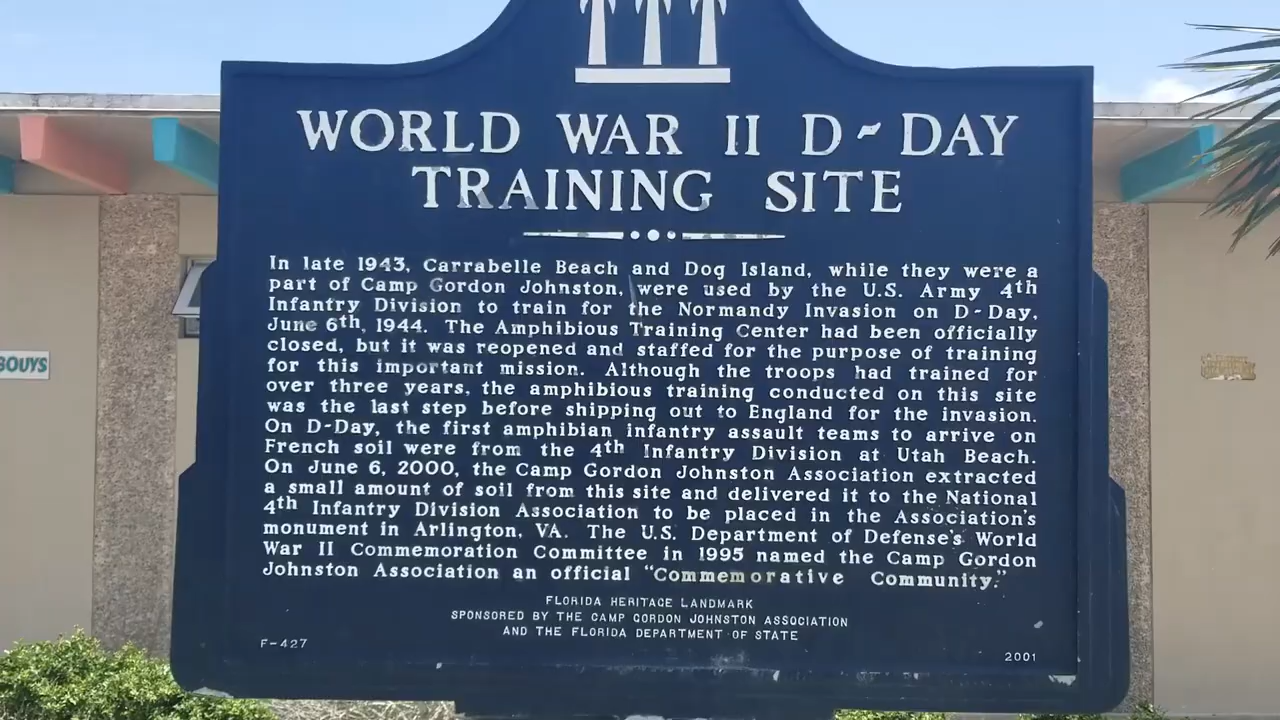 WORLD WAR II D-DAY
TRAINING SITE
In late 1943, Carrabelle Beach and Dog Island, while they were a
part of Camp Gordon Johnston, were used by the U.S. Army 4th
Infantry Division to train for the Normandy Invasion on D-Day,
June 6th, 1944. The Amphibious Training Center had been officially
closed, but it was reopened and staffed for the purpose of training
for this important mission. Although the troops had trained for
over three years, the amphibious training conducted on this site
was the last step before shipping out to England for the invasion.
On D-Day, the first amphibian infantry assault teams to arrive on
French soil were from the 4th Infantry Division at Utah Beach.
On June 6, 2000, the Camp Gordon Johnston Association extracted
a small amount of soil from this site and delivered it to the National
4th Infantry Division Association to be placed in the Association's
monument in Arlington, VA. The U.S. Department of Defense's World
War II Commemoration Committee in 1995 named the Camp Gordon
Johnston Association an official "Commemorative Community."
FLORIDA HERITAGE LANDMARK
SPONSORED BY THE CAMP GORDON JOHNSTON ASSOCIATION
AND THE FLORIDA DEPARTMENT OF STATE
F-427
2001
BOUYS